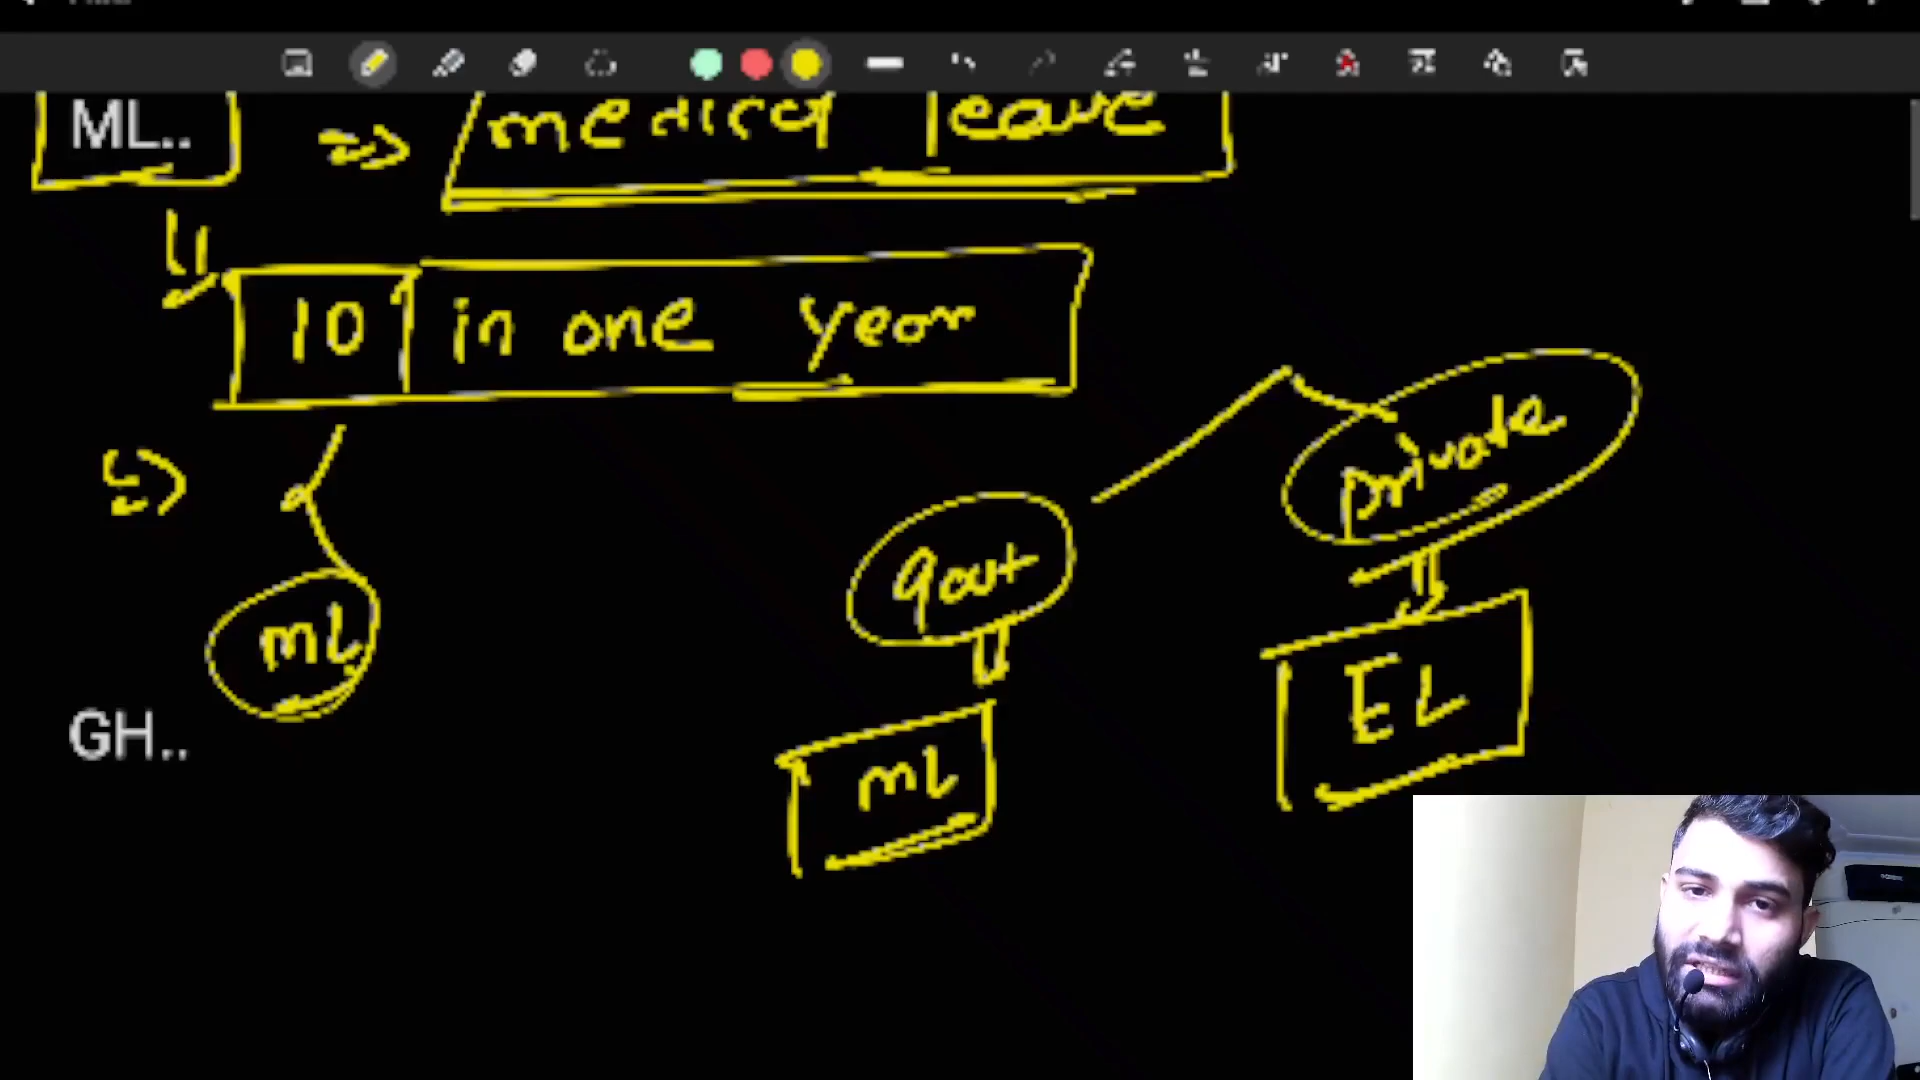 ML.. => medical leave
10 in one year
=>
private
govt
mL
EL
GH..
mL